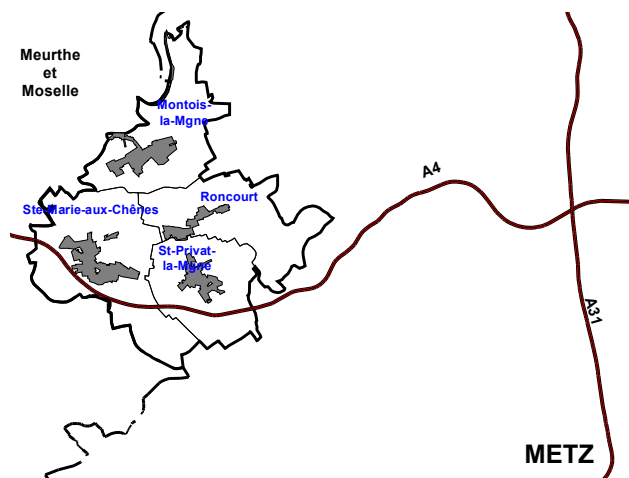 Meurthe
et
Moselle
Montois-
la-Mgne
Roncourt
Ste-Marie-aux-Chênes
St-Privat-
la-Mgne
A4
A31
METZ